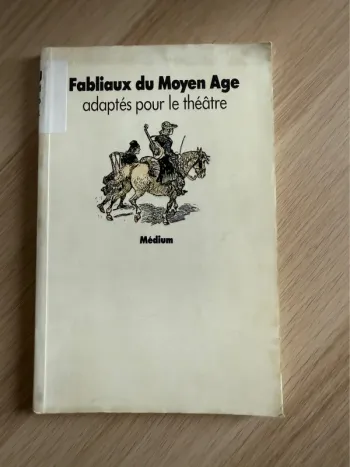 Fabliaux du Moyen Age
adaptés pour le théâtre
Médium